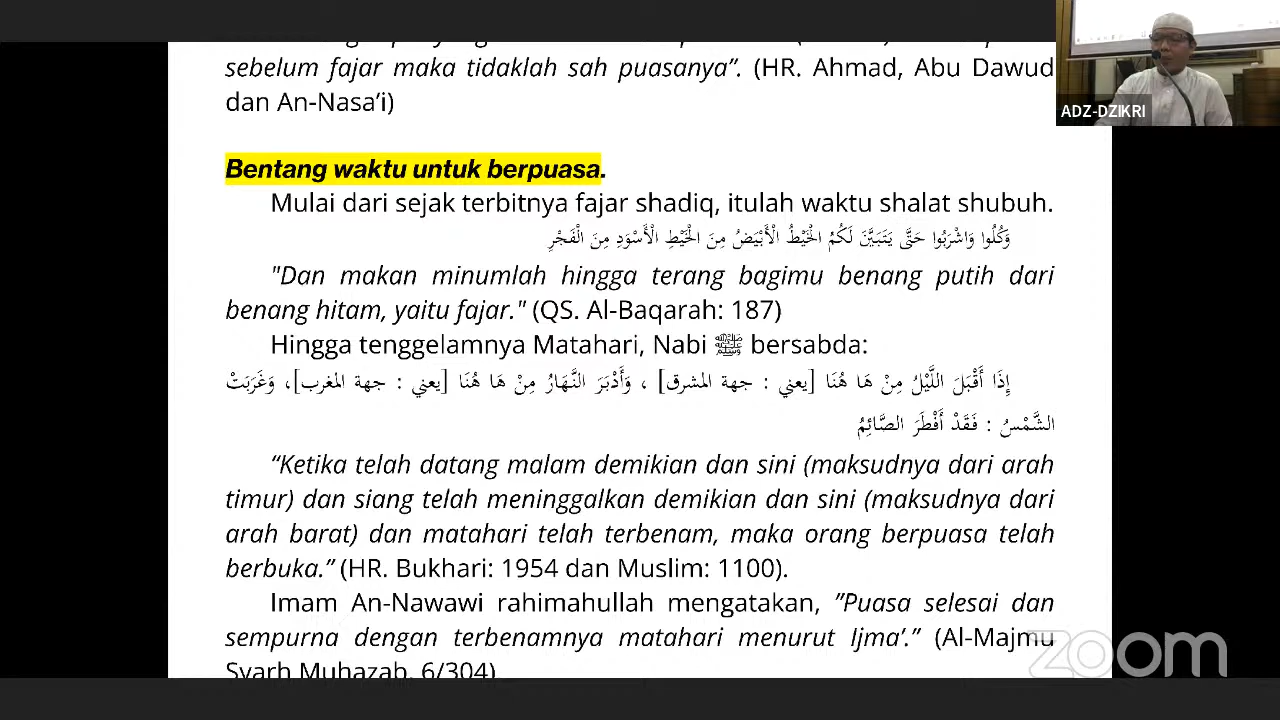 sebelum fajar maka tidaklah sah puasanya”. (HR. Ahmad, Abu Dawud
dan An-Nasa’i)
ADZ-DZIKRI
Bentang waktu untuk berpuasa.
Mulai dari sejak terbitnya fajar shadiq, itulah waktu shalat shubuh.
وَكُلُوا وَاشْرَبُوا حَتَّى يَتَبَيَّنَ لَكُمُ الْخَيْطُ الْأَبْيَضُ مِنَ الْخَيْطِ الْأَسْوَدِ مِنَ الْفَجْرِ
"Dan makan minumlah hingga terang bagimu benang putih dari
benang hitam, yaitu fajar." (QS. Al-Baqarah: 187)
Hingga tenggelamnya Matahari, Nabi ﷺ bersabda:
إِذَا أَقْبَلَ اللَّيْلُ مِنْ هَا هُنَا [يعني : جهة المشرق] ، وَأَدْبَرَ النَّهَارُ مِنْ هَا هُنَا [يعني : جهة المغرب]، وَغَرَبَتْ
الشَّمْسُ : فَقَدْ أَفْطَرَ الصَّائِمُ
“Ketika telah datang malam demikian dan sini (maksudnya dari arah
timur) dan siang telah meninggalkan demikian dan sini (maksudnya dari
arah barat) dan matahari telah terbenam, maka orang berpuasa telah
berbuka.” (HR. Bukhari: 1954 dan Muslim: 1100).
Imam An-Nawawi rahimahullah mengatakan, ”Puasa selesai dan
sempurna dengan terbenamnya matahari menurut Ijma’.” (Al-Majmu
Syarh Muhazab, 6/304)
zoom